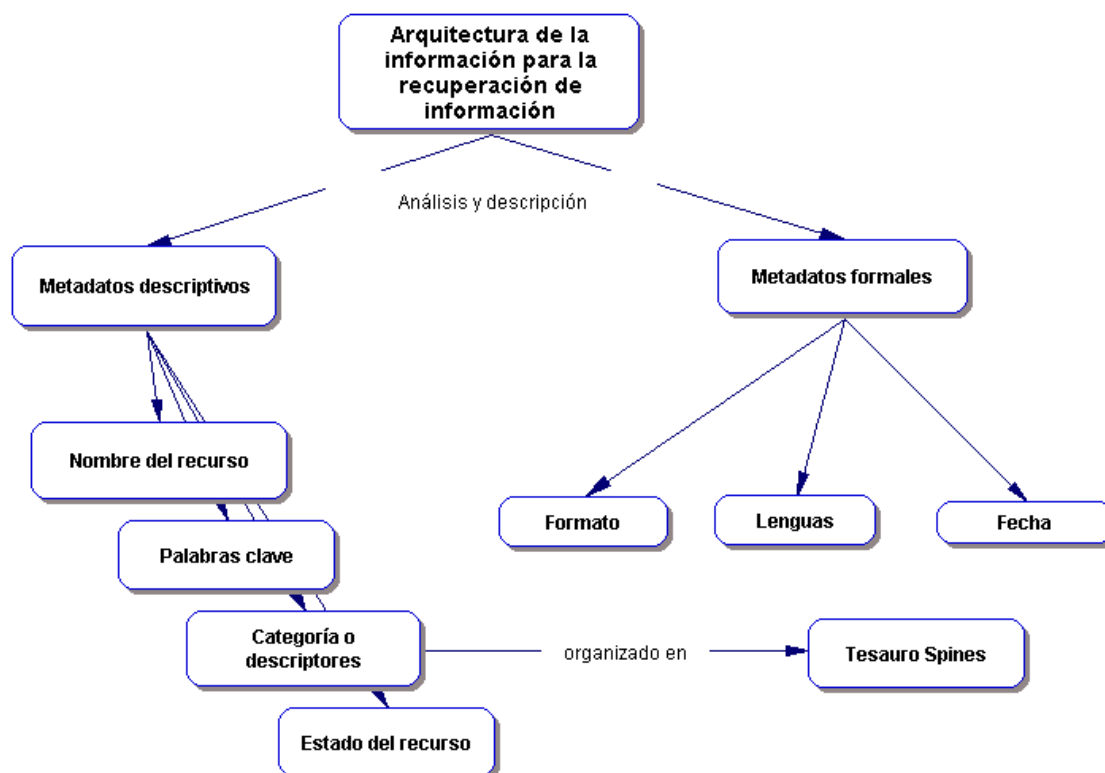 Arquitectura de la
información para la
recuperación de
información
Análisis y descripción
Metadatos descriptivos
Metadatos formales
Nombre del recurso
Formato
Lenguas
Fecha
Palabras clave
Categoría o
descriptores
organizado en
Tesauro Spines
Estado del recurso